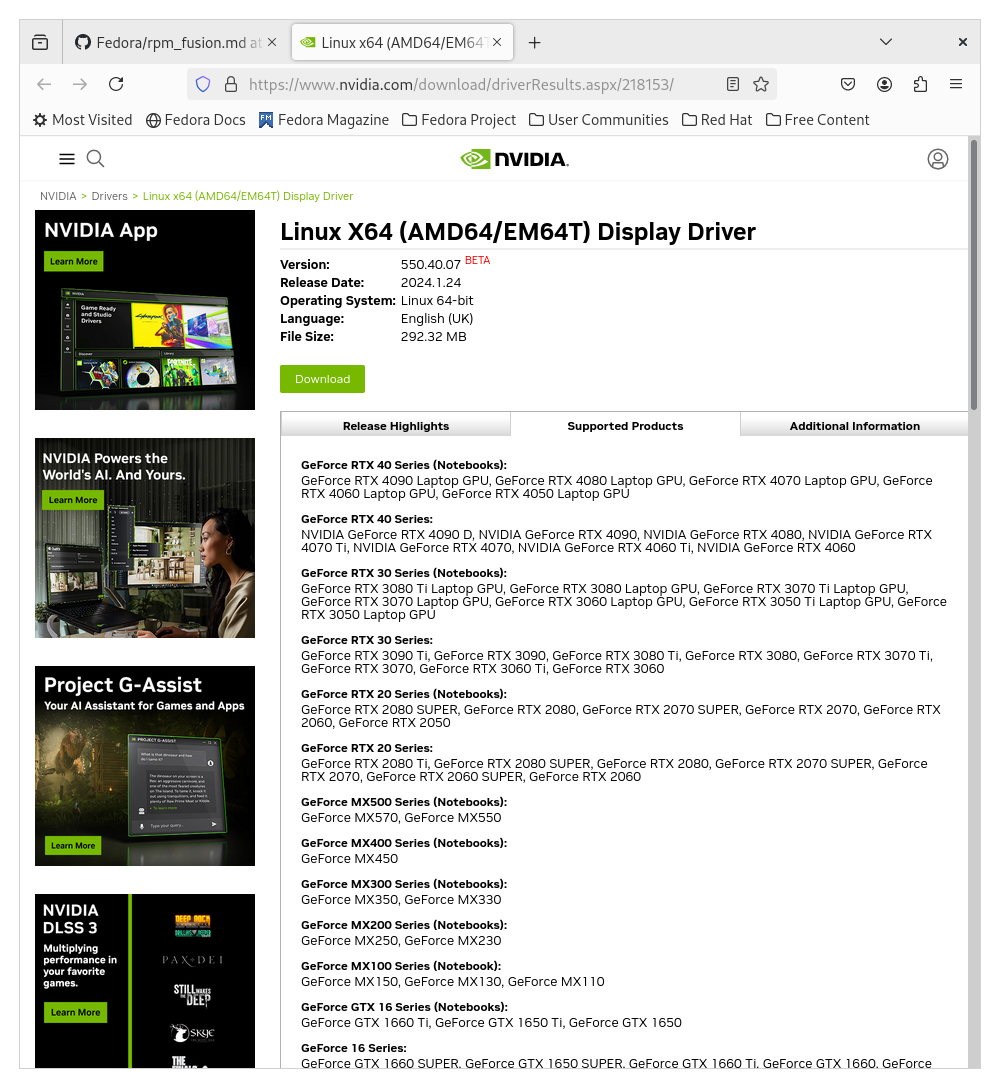 Fedora/rpm_fusion.md at
Linux x64 (AMD64/EM64T
https://www.nvidia.com/download/driverResults.aspx/218153/
Most Visited
Fedora Docs
Fedora Magazine
Fedora Project
User Communities
Red Hat
Free Content
NVIDIA.
NVIDIA > Drivers > Linux x64 (AMD64/EM64T) Display Driver
NVIDIA App
Learn More
Game Ready
and Studio
Drivers
Discover
Library
NVIDIA Powers the
World's AI. And Yours.
Learn More
Project G-Assist
Your AI Assistant for Games and Apps
PROJECT G-ASSIST
Type your query...
Learn More
NVIDIA
DLSS 3
Multiplying
performance in
your favorite
games.
Learn More
DEEP ROCK
PAX DEI
STILL WAKES
THE DEEP
SKYE
THE
Linux X64 (AMD64/EM64T) Display Driver
Version: 550.40.07 BETA
Release Date: 2024.1.24
Operating System: Linux 64-bit
Language: English (UK)
File Size: 292.32 MB
Download
Release Highlights
Supported Products
Additional Information
GeForce RTX 40 Series (Notebooks):
GeForce RTX 4090 Laptop GPU, GeForce RTX 4080 Laptop GPU, GeForce RTX 4070 Laptop GPU, GeForce
RTX 4060 Laptop GPU, GeForce RTX 4050 Laptop GPU
GeForce RTX 40 Series:
NVIDIA GeForce RTX 4090 D, NVIDIA GeForce RTX 4090, NVIDIA GeForce RTX 4080, NVIDIA GeForce RTX
4070 Ti, NVIDIA GeForce RTX 4070, NVIDIA GeForce RTX 4060 Ti, NVIDIA GeForce RTX 4060
GeForce RTX 30 Series (Notebooks):
GeForce RTX 3080 Ti Laptop GPU, GeForce RTX 3080 Laptop GPU, GeForce RTX 3070 Ti Laptop GPU,
GeForce RTX 3070 Laptop GPU, GeForce RTX 3060 Laptop GPU, GeForce RTX 3050 Ti Laptop GPU, GeForce
RTX 3050 Laptop GPU
GeForce RTX 30 Series:
GeForce RTX 3090 Ti, GeForce RTX 3090, GeForce RTX 3080 Ti, GeForce RTX 3080, GeForce RTX 3070 Ti,
GeForce RTX 3070, GeForce RTX 3060 Ti, GeForce RTX 3060
GeForce RTX 20 Series (Notebooks):
GeForce RTX 2080 SUPER, GeForce RTX 2080, GeForce RTX 2070 SUPER, GeForce RTX 2070, GeForce RTX
2060, GeForce RTX 2050
GeForce RTX 20 Series:
GeForce RTX 2080 Ti, GeForce RTX 2080 SUPER, GeForce RTX 2080, GeForce RTX 2070 SUPER, GeForce
RTX 2070, GeForce RTX 2060 SUPER, GeForce RTX 2060
GeForce MX500 Series (Notebooks):
GeForce MX570, GeForce MX550
GeForce MX400 Series (Notebooks):
GeForce MX450
GeForce MX300 Series (Notebooks):
GeForce MX350, GeForce MX330
GeForce MX200 Series (Notebooks):
GeForce MX250, GeForce MX230
GeForce MX100 Series (Notebook):
GeForce MX150, GeForce MX130, GeForce MX110
GeForce GTX 16 Series (Notebooks):
GeForce GTX 1660 Ti, GeForce GTX 1650 Ti, GeForce GTX 1650
GeForce 16 Series:
GeForce GTX 1660 SUPER, GeForce GTX 1650 SUPER, GeForce GTX 1660 Ti, GeForce GTX 1660, GeForce